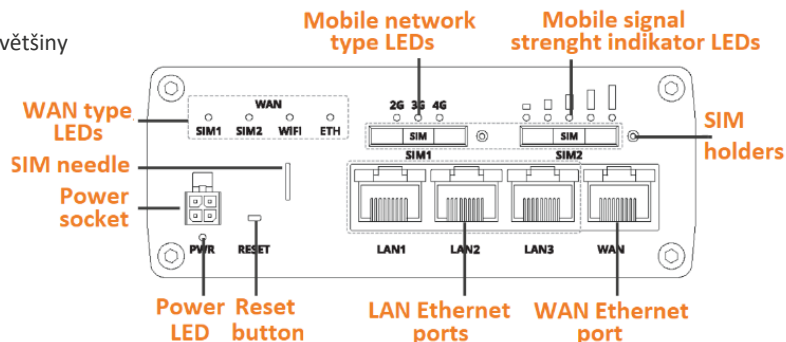 většiny
Mobile network
type LEDs
Mobile signal
strenght indikator LEDs
WAN type
LEDs
WAN
SIM1 SIM2 WIFI ETH
2G 3G 4G
SIM SIM
SIM1 SIM2
SIM
holders
SIM needle
Power
socket
PWR RESET LAN1 LAN2 LAN3 WAN
Power
LED
Reset
button
LAN Ethernet
ports
WAN Ethernet
port